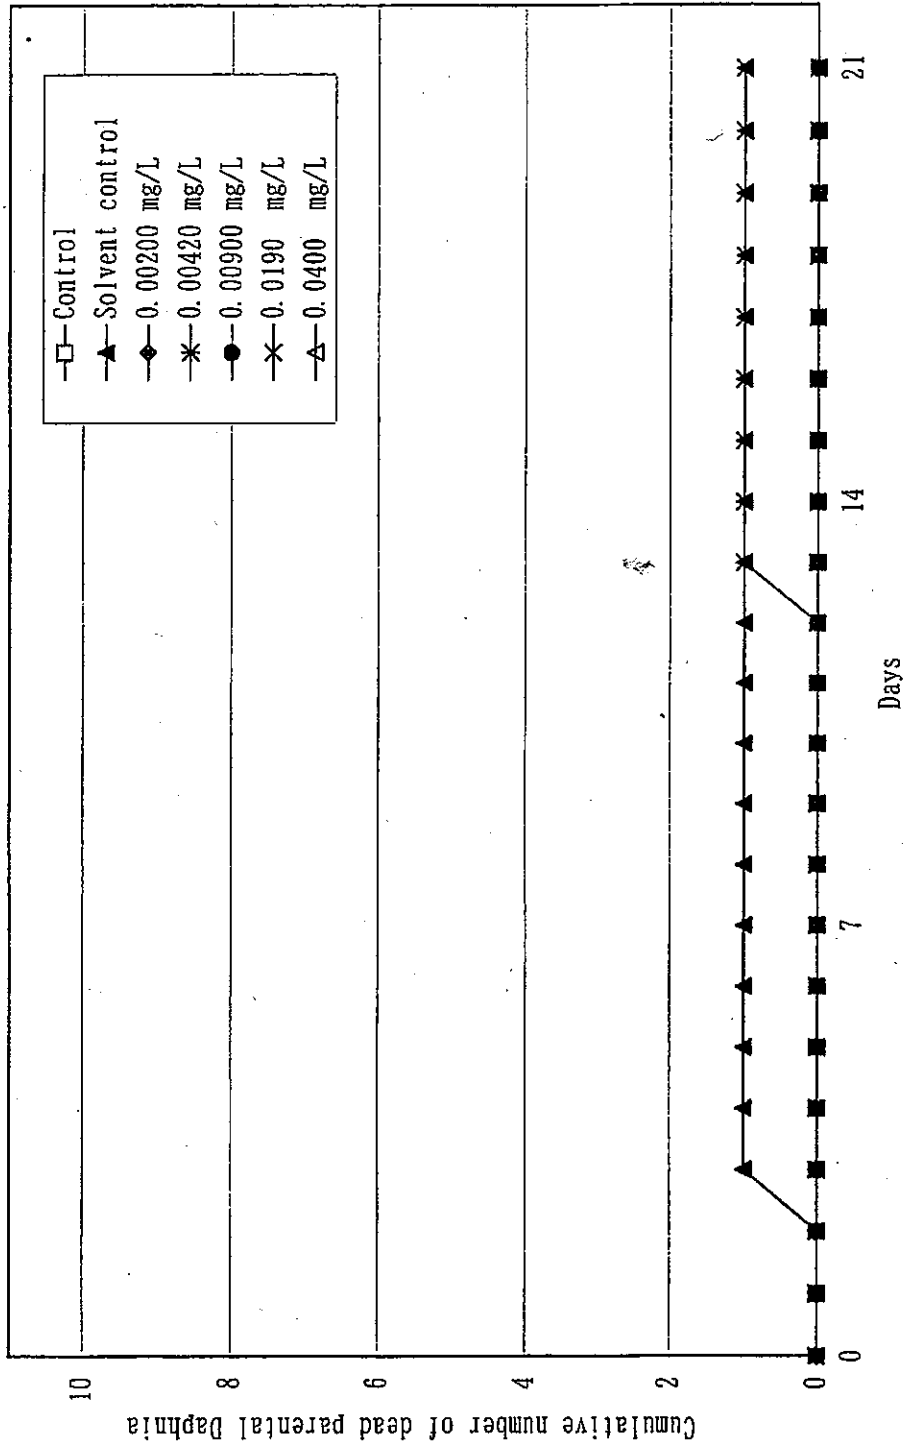 Cumulative number of dead parental Daphnia
10
8
6
4
2
0
Control
Solvent control
0.00200 mg/L
0.00420 mg/L
0.00900 mg/L
0.0190 mg/L
0.0400 mg/L
0 7 14 21
Days